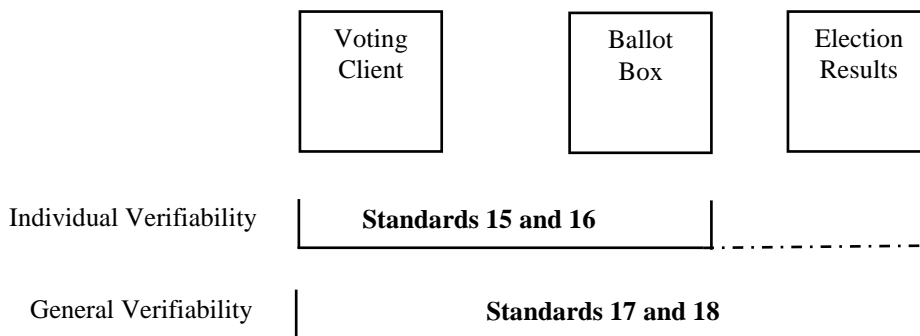 Voting
Client
Ballot
Box
Election
Results
Individual Verifiability
Standards 15 and 16
General Verifiability
Standards 17 and 18